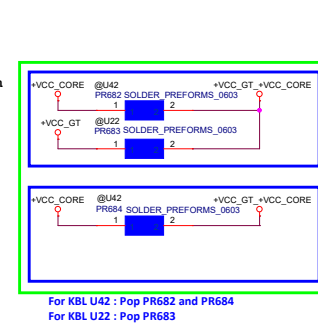 +VCC_CORE @U42 +VCC_GT_+VCC_CORE
PR682 SOLDER_PREFORMS_0603
1 2
+VCC_GT @U22
PR683 SOLDER_PREFORMS_0603
1 2
+VCC_CORE @U42 +VCC_GT_+VCC_CORE
PR684 SOLDER_PREFORMS_0603
1 2
For KBL U42 : Pop PR682 and PR684
For KBL U22 : Pop PR683